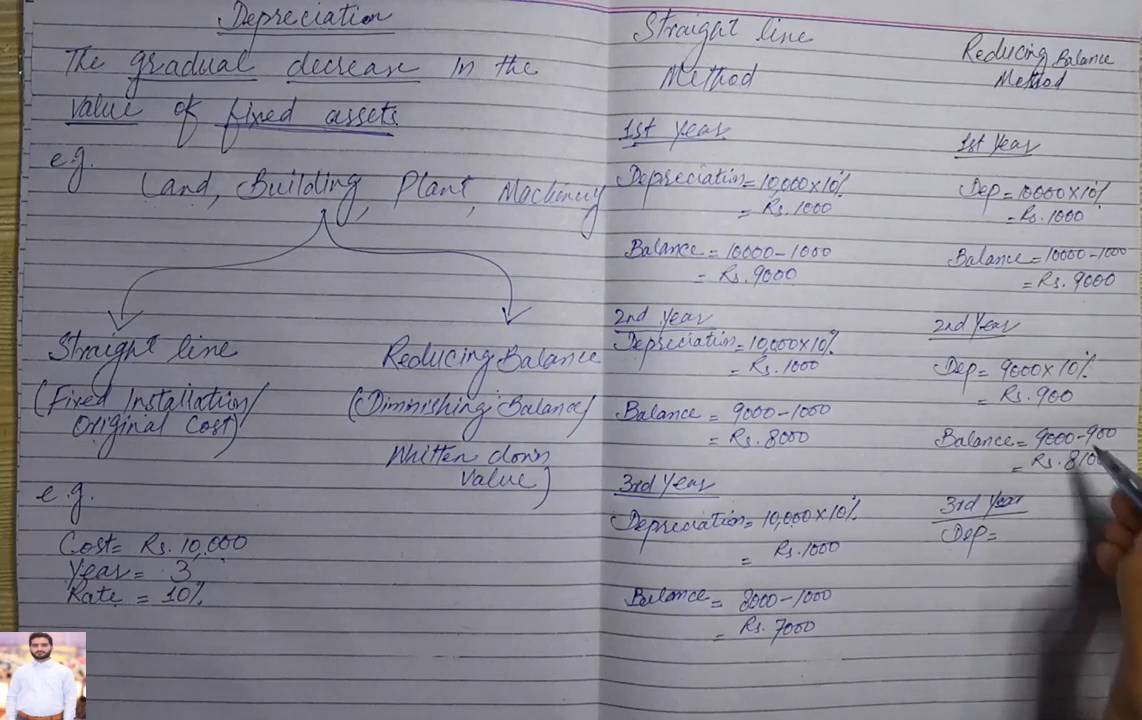 Depreciation
The gradual decrease in the
value of fixed assets
e.g.
Land, Building, Plant, Machinery
Straight line
(Fixed Installation/
Original Cost)
Reducing Balance
(Diminishing Balance/
Written down
Value)
e.g.
Cost= Rs. 10,000
Year= 3
Rate = 10%
Straight line
Method
1st year
Depreciation= 10,000×10%
= Rs. 1000
Balance= 10000-1000
= Rs. 9000
2nd year
Depreciation= 10,000×10%
= Rs. 1000
Balance = 9000-1000
= Rs. 8000
3rd Year
Depreciation= 10,000×10%
= Rs. 1000
Balance= 8000-1000
= Rs. 7000
Reducing Balance
Method
1st Year
Dep= 10000×10%
= Rs. 1000
Balance= 10000-1000
= Rs. 9000
2nd Year
Dep= 9000×10%
= Rs. 900
Balance= 9000-900
= Rs. 8100
3rd Year
Dep=